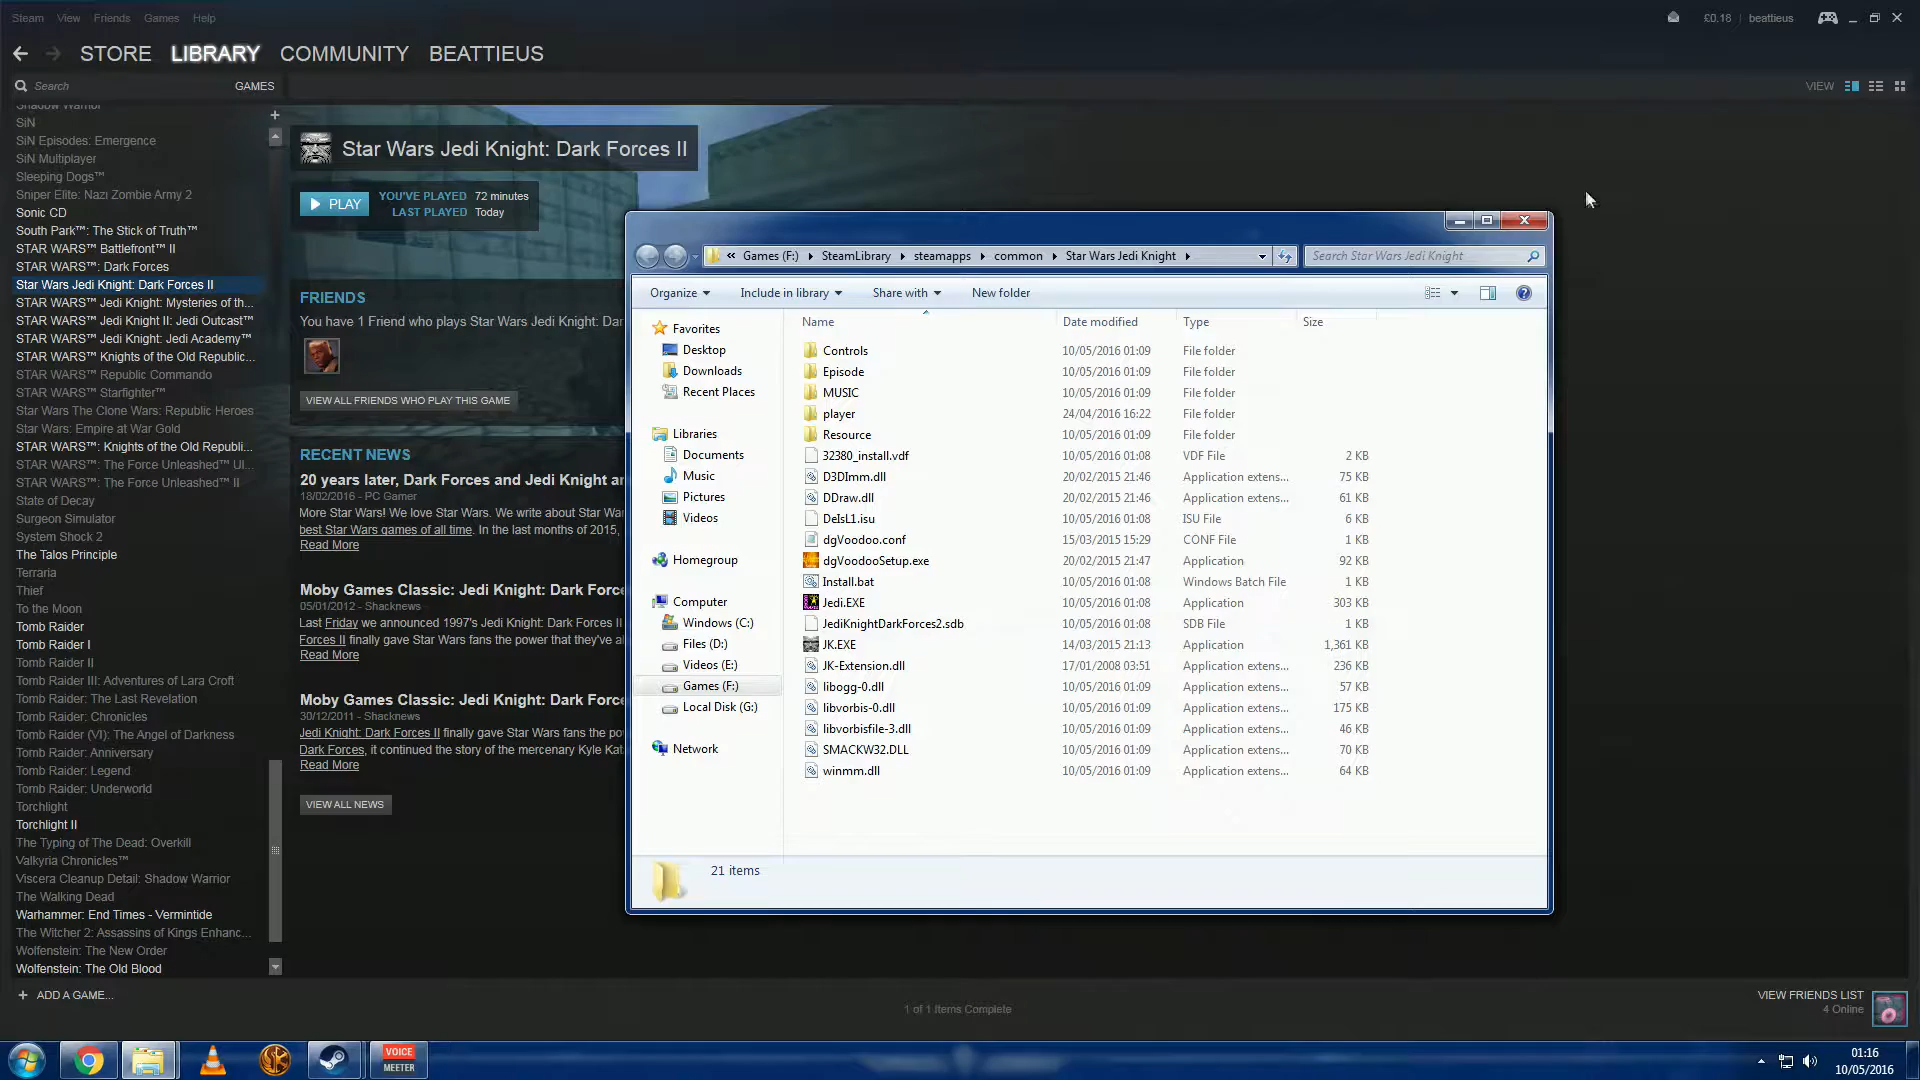 Steam View Friends Games Help
£0.18 beattieus
STORE LIBRARY COMMUNITY BEATTIEUS
Search
GAMES
VIEW
Shadow Warrior
SiN
SiN Episodes: Emergence
SiN Multiplayer
Sleeping Dogs™
Sniper Elite: Nazi Zombie Army 2
Sonic CD
South Park™: The Stick of Truth™
STAR WARS™ Battlefront™ II
STAR WARS™: Dark Forces
Star Wars Jedi Knight: Dark Forces II
STAR WARS™ Jedi Knight: Mysteries of th...
STAR WARS™ Jedi Knight II: Jedi Outcast™
STAR WARS™ Jedi Knight: Jedi Academy™
STAR WARS™ Knights of the Old Republic...
STAR WARS™ Republic Commando
STAR WARS™ Starfighter™
Star Wars The Clone Wars: Republic Heroes
Star Wars: Empire at War Gold
STAR WARS™: Knights of the Old Republi...
STAR WARS™: The Force Unleashed™ Ul...
STAR WARS™: The Force Unleashed™ II
State of Decay
Surgeon Simulator
System Shock 2
The Talos Principle
Terraria
Thief
To the Moon
Tomb Raider
Tomb Raider I
Tomb Raider II
Tomb Raider III: Adventures of Lara Croft
Tomb Raider: The Last Revelation
Tomb Raider: Chronicles
Tomb Raider (VI): The Angel of Darkness
Tomb Raider: Anniversary
Tomb Raider: Legend
Tomb Raider: Underworld
Torchlight
Torchlight II
The Typing of The Dead: Overkill
Valkyria Chronicles™
Viscera Cleanup Detail: Shadow Warrior
The Walking Dead
Warhammer: End Times - Vermintide
The Witcher 2: Assassins of Kings Enhanc...
Wolfenstein: The New Order
Wolfenstein: The Old Blood
+ ADD A GAME...
Star Wars Jedi Knight: Dark Forces II
PLAY
YOU'VE PLAYED 72 minutes
LAST PLAYED Today
FRIENDS
You have 1 Friend who plays Star Wars Jedi Knight: Dar
VIEW ALL FRIENDS WHO PLAY THIS GAME
RECENT NEWS
20 years later, Dark Forces and Jedi Knight ar
18/02/2016 - PC Gamer
More Star Wars! We love Star Wars. We write about Star War
best Star Wars games of all time. In the last months of 2015,
Read More
Moby Games Classic: Jedi Knight: Dark Force
05/01/2012 - Shacknews
Last Friday we announced 1997's Jedi Knight: Dark Forces II
Forces II finally gave Star Wars fans the power that they've al
Read More
Moby Games Classic: Jedi Knight: Dark Force
30/12/2011 - Shacknews
Jedi Knight: Dark Forces II finally gave Star Wars fans the po
Dark Forces, it continued the story of the mercenary Kyle Kat
Read More
VIEW ALL NEWS
« Games (F:) SteamLibrary steamapps common Star Wars Jedi Knight
Search Star Wars Jedi Knight
Organize Include in library Share with New folder
Favorites
Desktop
Downloads
Recent Places
Libraries
Documents
Music
Pictures
Videos
Homegroup
Computer
Windows (C:)
Files (D:)
Videos (E:)
Games (F:)
Local Disk (G:)
Network
Name Date modified Type Size
Controls 10/05/2016 01:09 File folder
Episode 10/05/2016 01:09 File folder
MUSIC 10/05/2016 01:09 File folder
player 24/04/2016 16:22 File folder
Resource 10/05/2016 01:09 File folder
32380_install.vdf 10/05/2016 01:08 VDF File 2 KB
D3DImm.dll 20/02/2015 21:46 Application extens... 75 KB
DDraw.dll 20/02/2015 21:46 Application extens... 61 KB
DeIsL1.isu 10/05/2016 01:08 ISU File 6 KB
dgVoodoo.conf 15/03/2015 15:29 CONF File 1 KB
dgVoodooSetup.exe 20/02/2015 21:47 Application 92 KB
Install.bat 10/05/2016 01:08 Windows Batch File 1 KB
Jedi.EXE 10/05/2016 01:08 Application 303 KB
JediKnightDarkForces2.sdb 10/05/2016 01:08 SDB File 1 KB
JK.EXE 14/03/2015 21:13 Application 1,361 KB
JK-Extension.dll 17/01/2008 03:51 Application extens... 236 KB
libogg-0.dll 10/05/2016 01:09 Application extens... 57 KB
libvorbis-0.dll 10/05/2016 01:09 Application extens... 175 KB
libvorbisfile-3.dll 10/05/2016 01:09 Application extens... 46 KB
SMACKW32.DLL 10/05/2016 01:09 Application extens... 70 KB
winmm.dll 10/05/2016 01:09 Application extens... 64 KB
21 items
1 of 1 Items Complete
VIEW FRIENDS LIST
4 Online
VOICE
MEETER
01:16
10/05/2016